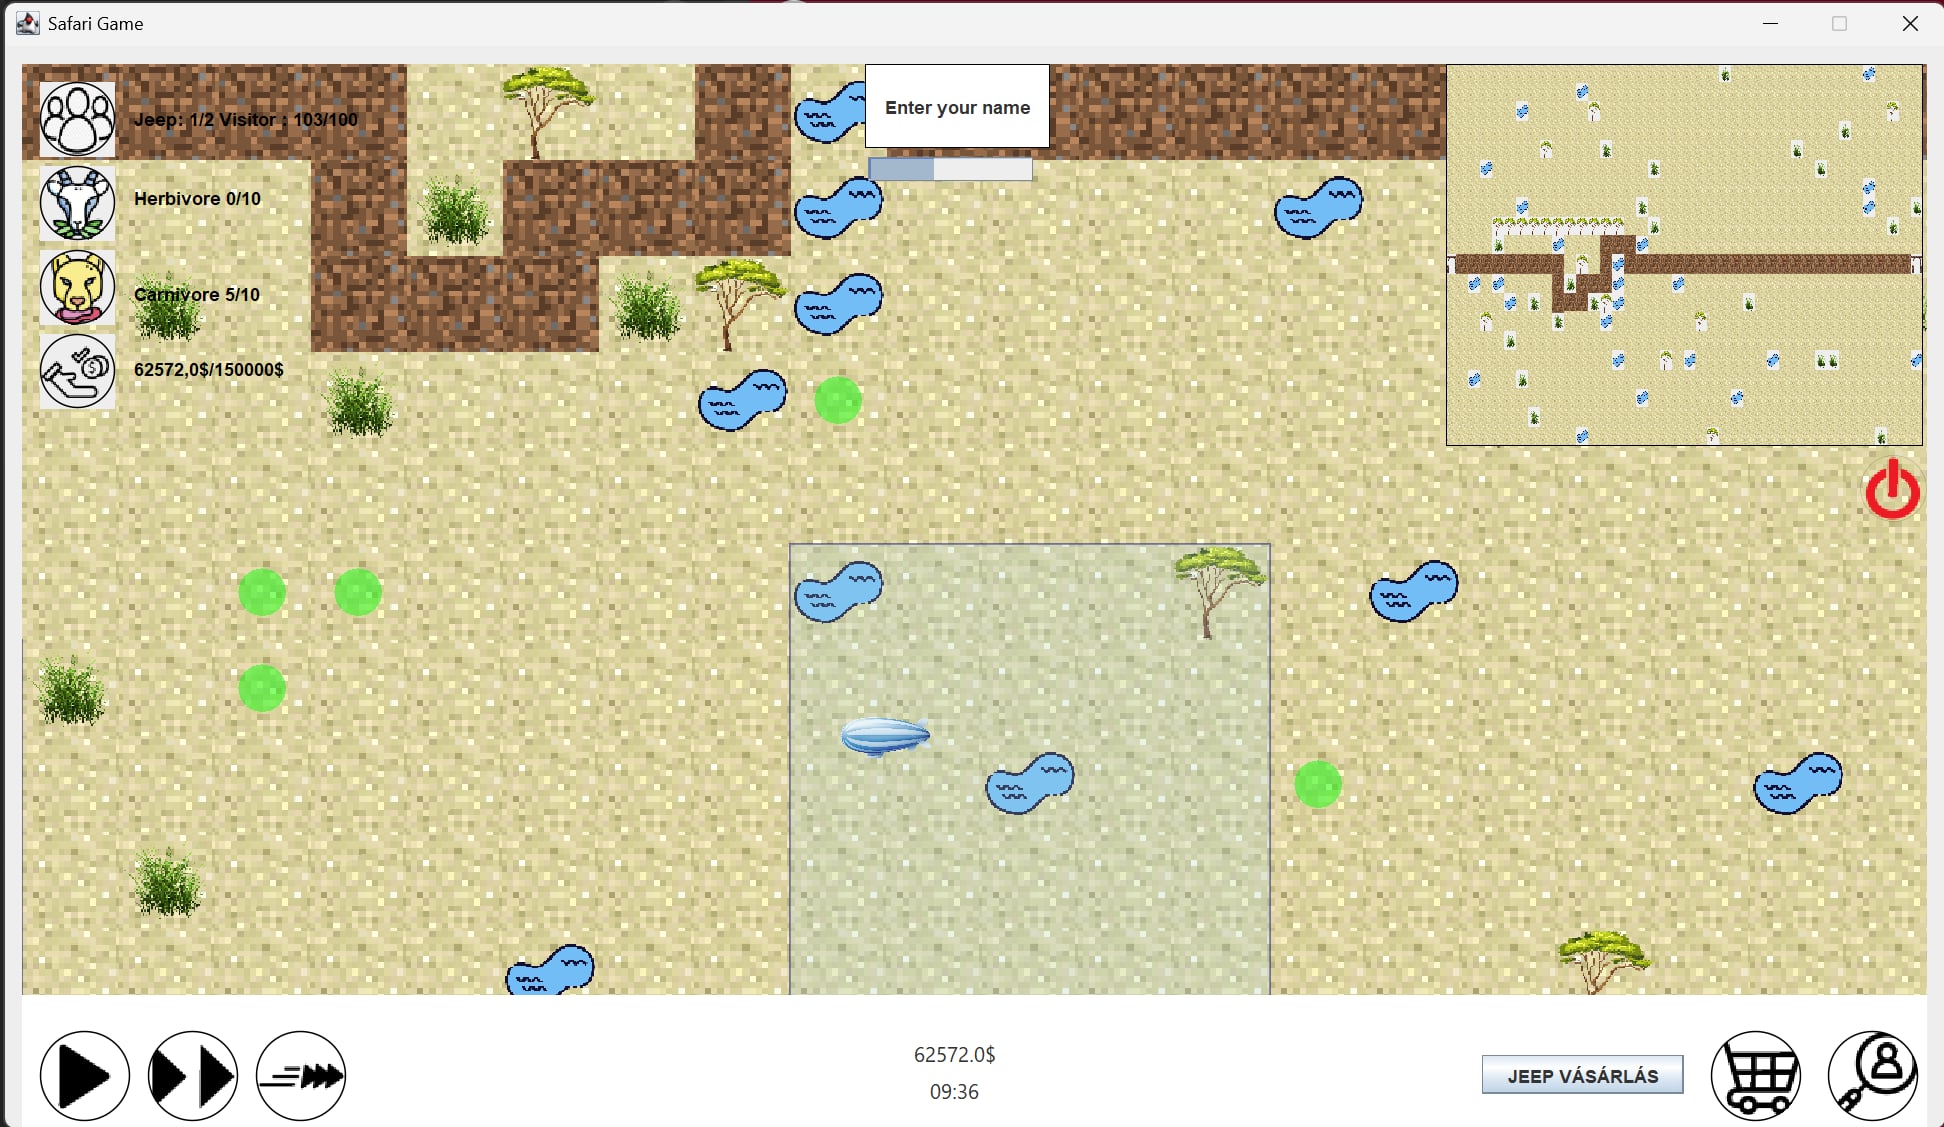 Safari Game
Enter your name
Jeep: 1/2 Visitor : 103/100
Herbivore 0/10
Carnivore 5/10
62572,0$/150000$
62572.0$
09:36
JEEP VÁSÁRLÁS